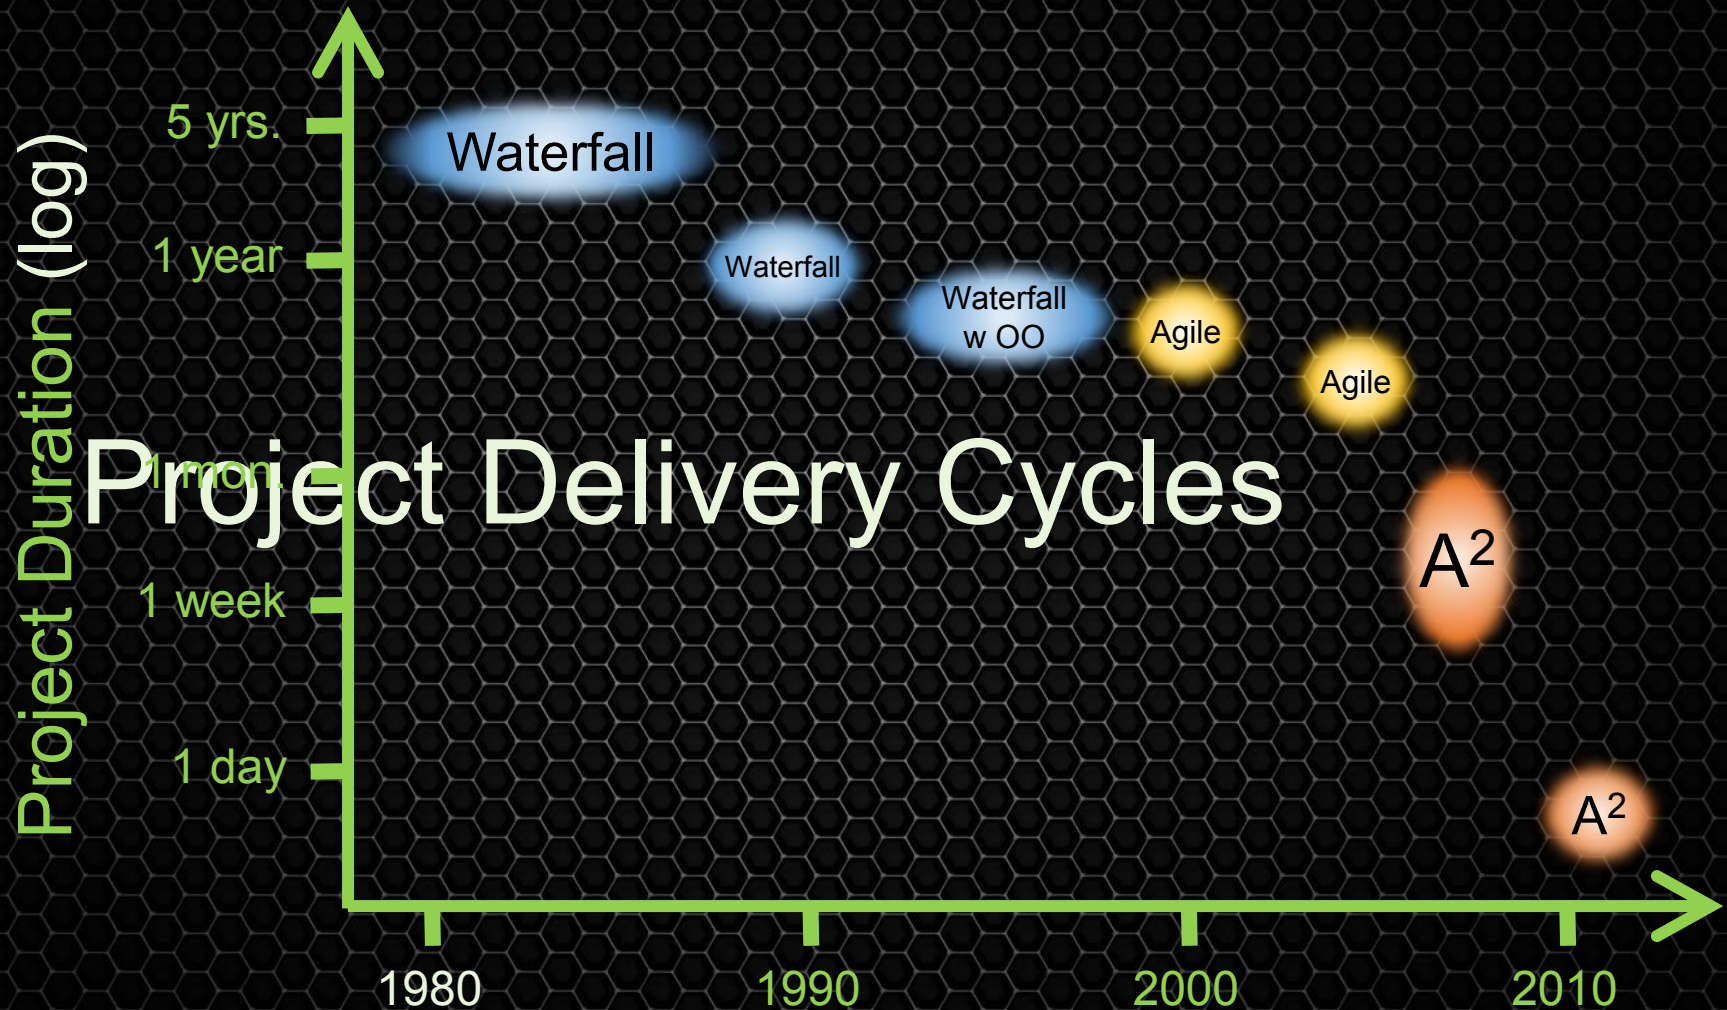 5 yrs.
Waterfall
1 year
Waterfall
Waterfall
w OO
Agile
Agile
Project Duration (log)
Project Delivery Cycles
1 mon.
A²
1 week
1 day
A²
1980
1990
2000
2010